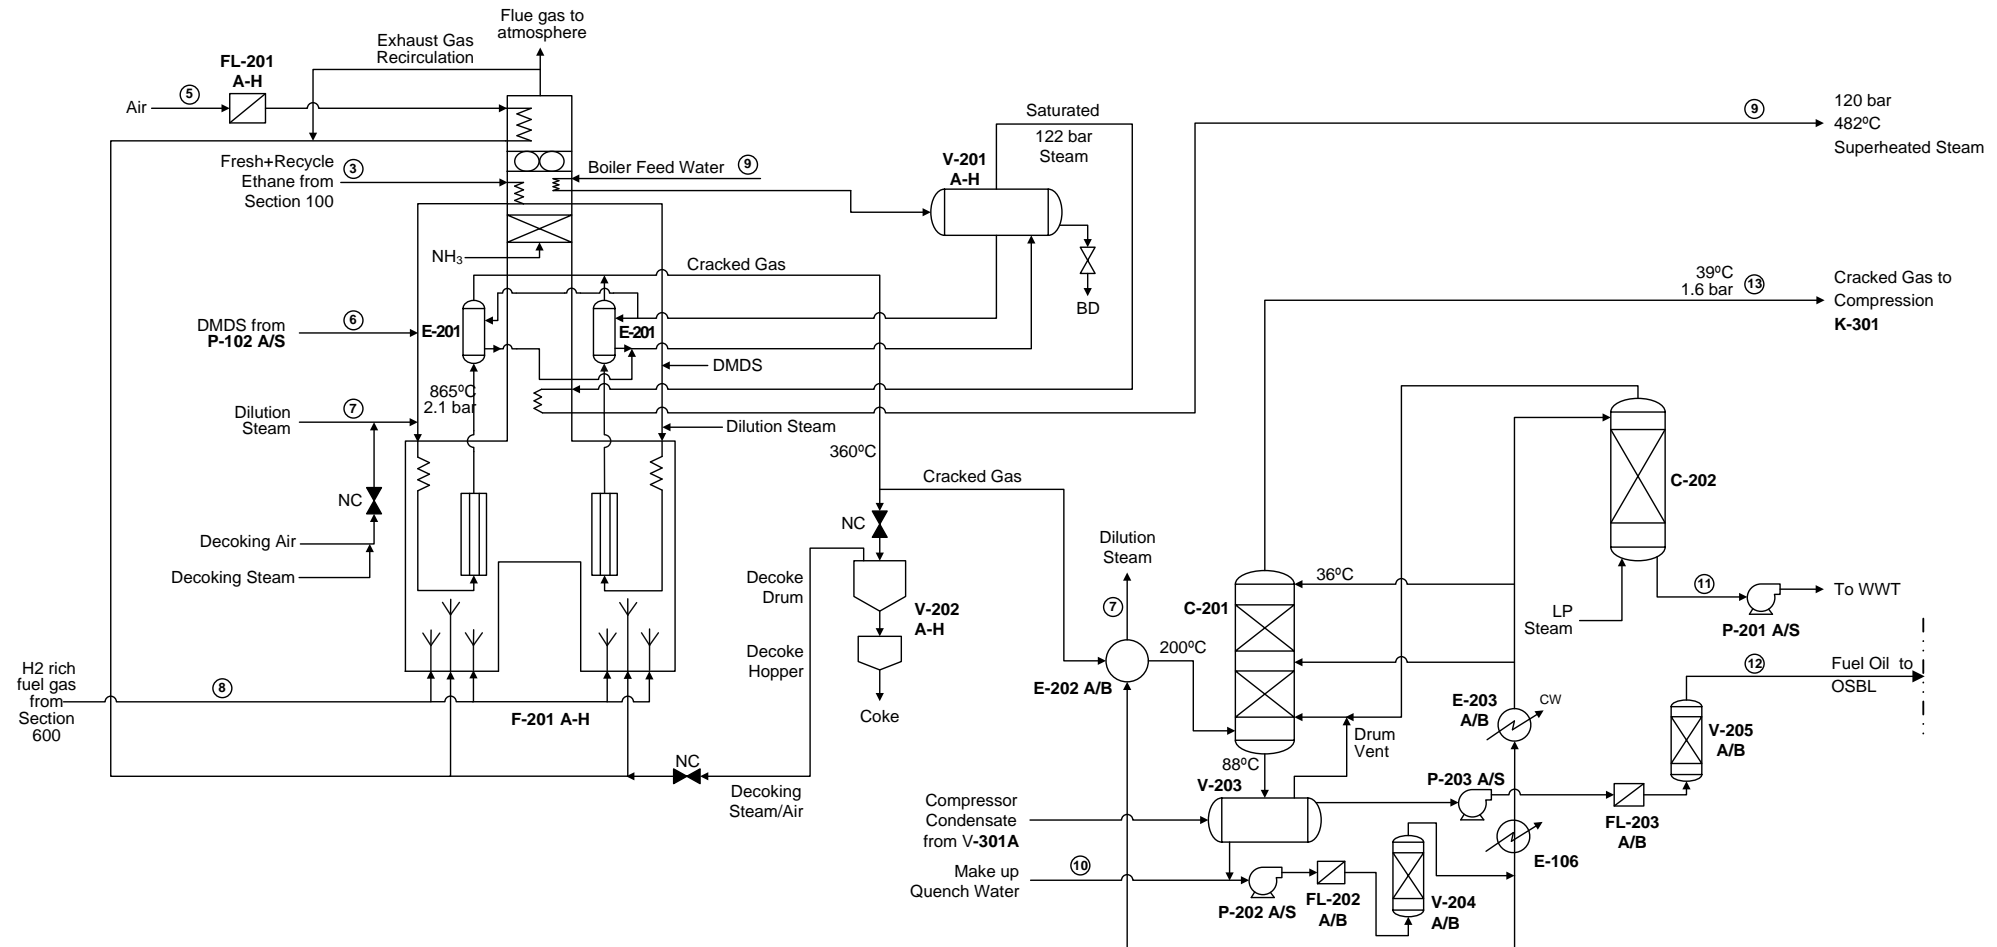 Flue gas to
atmosphere
Exhaust Gas
Recirculation
FL-201
A-H
Air
5
Fresh+Recycle
Ethane from
Section 100
3
Boiler Feed Water
9
NH3
Cracked Gas
DMDS from
P-102 A/S
6
E-201
E-201
DMDS
865ºC
2.1 bar
Dilution
Steam
7
Dilution Steam
NC
Decoking Air
Decoking Steam
H2 rich
fuel gas
from
Section
600
8
F-201 A-H
NC
Decoking
Steam/Air
Saturated
122 bar
Steam
V-201
A-H
BD
9
120 bar
482ºC
Superheated Steam
39ºC
1.6 bar
13
Cracked Gas to
Compression
K-301
360ºC
Cracked Gas
NC
Decoke
Drum
V-202
A-H
Decoke
Hopper
Coke
Dilution
Steam
7
E-202 A/B
200ºC
C-201
36ºC
88ºC
V-203
Drum
Vent
C-202
LP
Steam
11
To WWT
P-201 A/S
12
Fuel Oil to
OSBL
E-203
A/B
CW
V-205
A/B
P-203 A/S
FL-203
A/B
E-106
Compressor
Condensate
from V-301A
Make up
Quench Water
10
P-202 A/S
FL-202
A/B
V-204
A/B